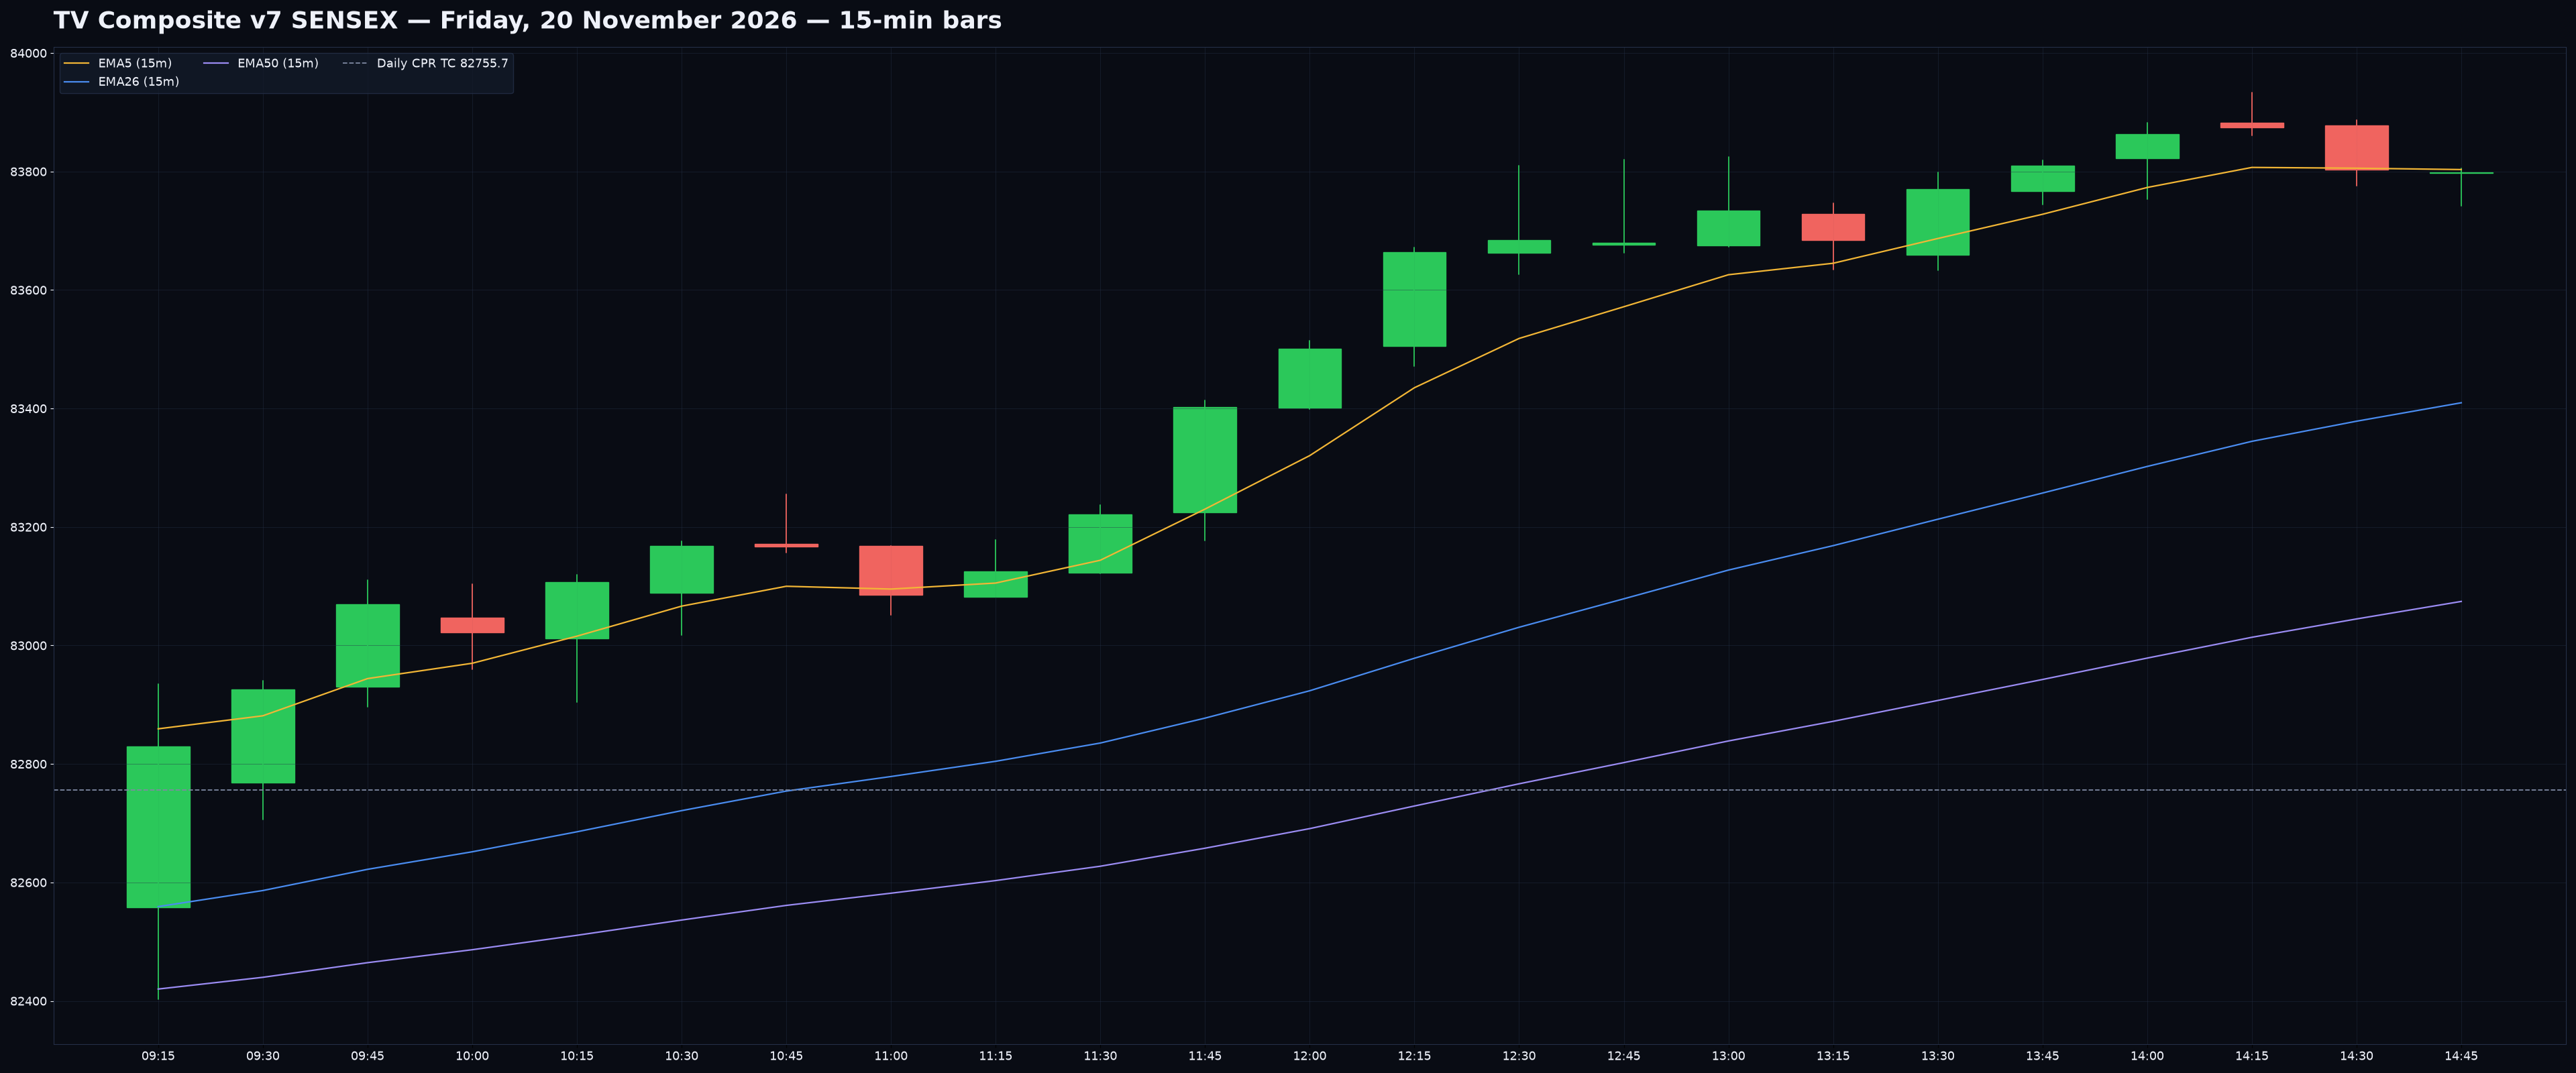 TV Composite v7 SENSEX — Friday, 20 November 2026 — 15-min bars
EMA5 (15m) EMA50 (15m) Daily CPR TC 82755.7
EMA26 (15m)
84000
83800
83600
83400
83200
83000
82800
82600
82400
09:15 09:30 09:45 10:00 10:15 10:30 10:45 11:00 11:15 11:30 11:45 12:00 12:15 12:30 12:45 13:00 13:15 13:30 13:45 14:00 14:15 14:30 14:45